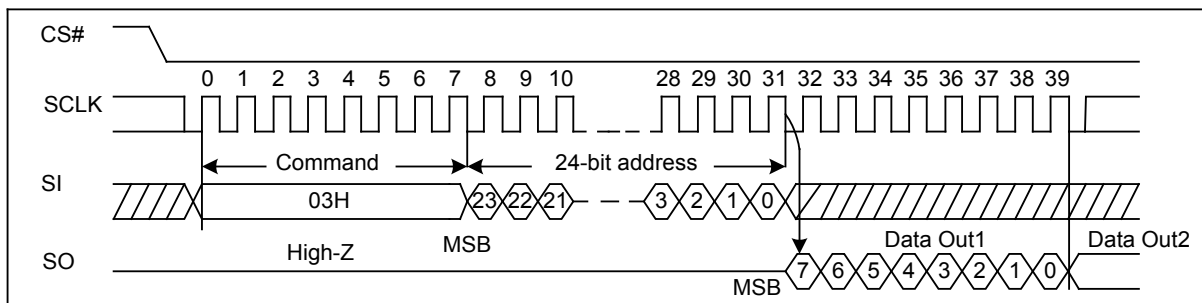 CS#
0 1 2 3 4 5 6 7 8 9 10 28 29 30 31 32 33 34 35 36 37 38 39
SCLK
Command 24-bit address
SI 03H 23 22 21 3 2 1 0
High-Z MSB Data Out1 Data Out2
SO MSB 7 6 5 4 3 2 1 0